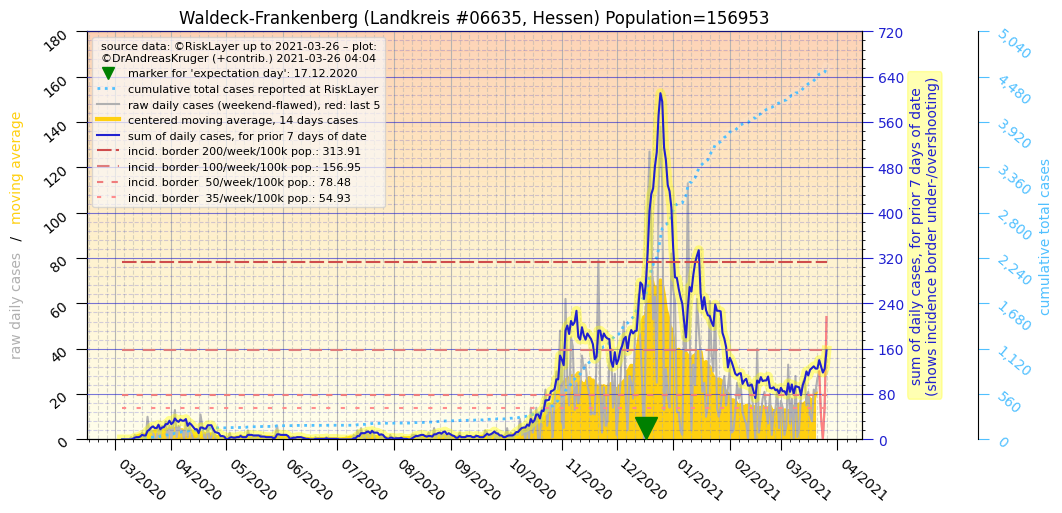 Waldeck-Frankenberg (Landkreis #06635, Hessen) Population=156953
source data: ©RiskLayer up to 2021-03-26 – plot:
©DrAndreasKruger (+contrib.) 2021-03-26 04:04
marker for 'expectation day': 17.12.2020
cumulative total cases reported at RiskLayer
raw daily cases (weekend-flawed), red: last 5
centered moving average, 14 days cases
sum of daily cases, for prior 7 days of date
incid. border 200/week/100k pop.: 313.91
incid. border 100/week/100k pop.: 156.95
incid. border  50/week/100k pop.: 78.48
incid. border  35/week/100k pop.: 54.93
raw daily cases / moving average
180
160
140
120
100
80
60
40
20
0
720
640
560
480
400
320
240
160
80
0
sum of daily cases, for prior 7 days of date
(shows incidence border under-/overshooting)
5,040
4,480
3,920
3,360
2,800
2,240
1,680
1,120
560
0
cumulative total cases
03/2020
04/2020
05/2020
06/2020
07/2020
08/2020
09/2020
10/2020
11/2020
12/2020
01/2021
02/2021
03/2021
04/2021